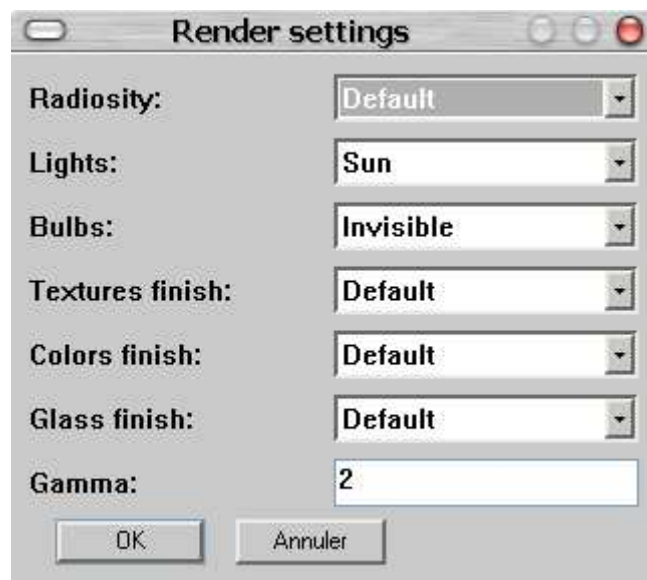 Render settings
Radiosity: Default
Lights: Sun
Bulbs: Invisible
Textures finish: Default
Colors finish: Default
Glass finish: Default
Gamma: 2
OK Annuler